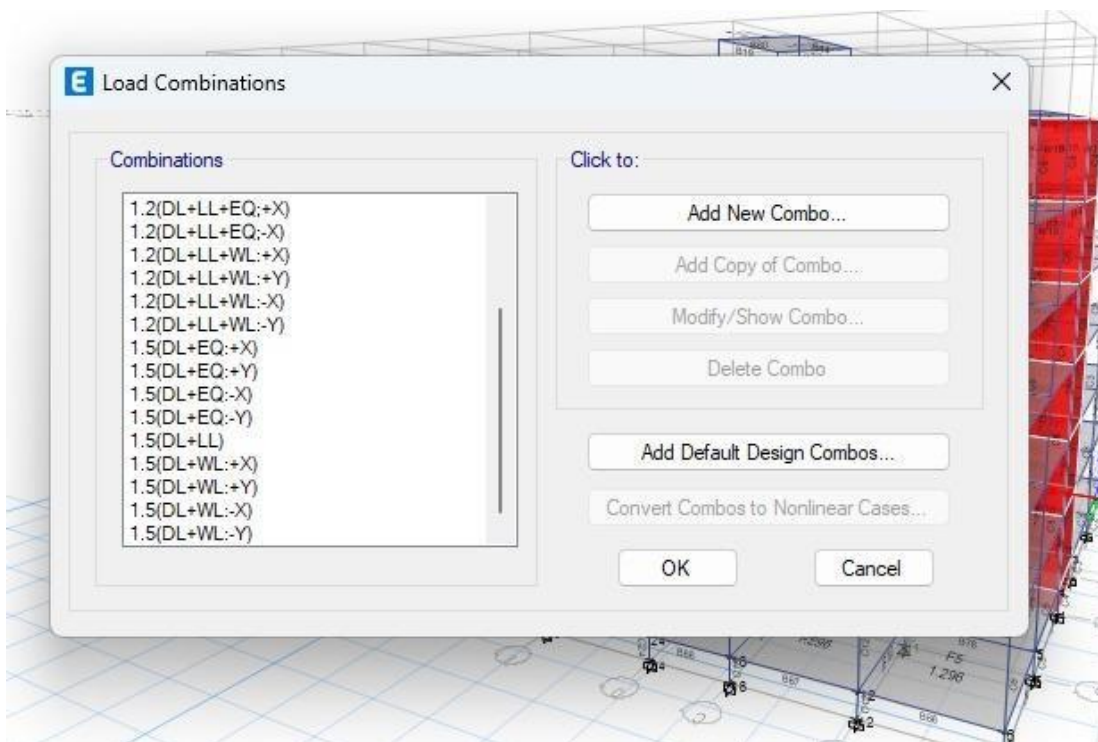 E Load Combinations
Combinations
1.2(DL+LL+EQ;+X)
1.2(DL+LL+EQ;-X)
1.2(DL+LL+WL:+X)
1.2(DL+LL+WL:+Y)
1.2(DL+LL+WL:-X)
1.2(DL+LL+WL:-Y)
1.5(DL+EQ:+X)
1.5(DL+EQ:+Y)
1.5(DL+EQ:-X)
1.5(DL+EQ:-Y)
1.5(DL+LL)
1.5(DL+WL:+X)
1.5(DL+WL:+Y)
1.5(DL+WL:-X)
1.5(DL+WL:-Y)
Click to:
Add New Combo...
Add Copy of Combo...
Modify/Show Combo...
Delete Combo
Add Default Design Combos...
Convert Combos to Nonlinear Cases...
OK
Cancel
F5
1.298